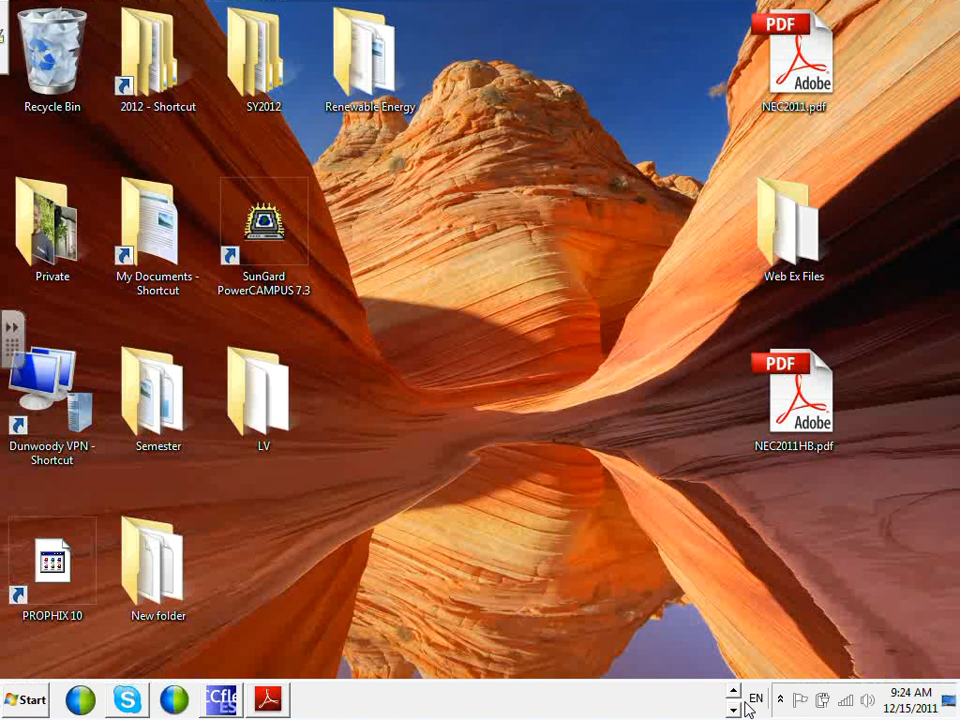 Recycle Bin
2012 - Shortcut
SY2012
Renewable Energy
PDF
Adobe
NEC2011.pdf
Private
My Documents -
Shortcut
SunGard
PowerCAMPUS 7.3
Web Ex Files
Dunwoody VPN -
Shortcut
Semester
LV
PDF
Adobe
NEC2011HB.pdf
PROPHIX 10
New folder
Start
CCfle
ES
EN
9:24 AM
12/15/2011